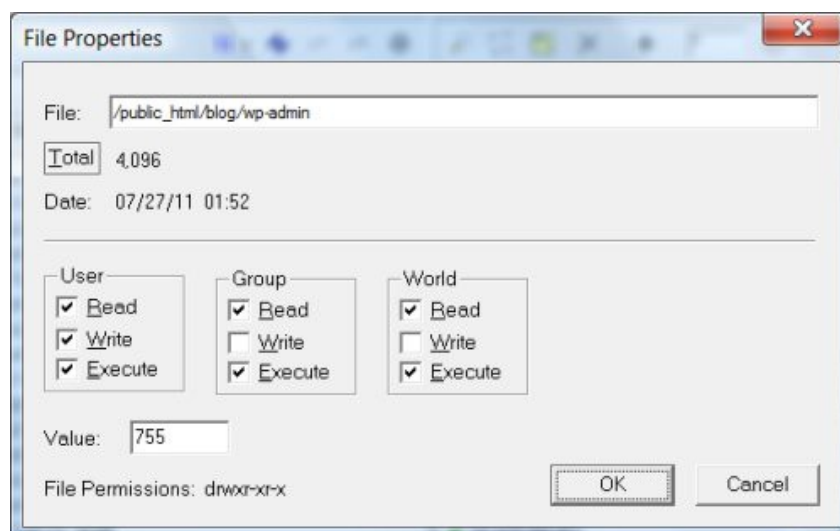 File Properties
File: /public_html/blog/wp-admin
Total 4,096
Date: 07/27/11 01:52
User Group World
Read Read Read
Write Write Write
Execute Execute Execute
Value: 755
File Permissions: drwxr-xr-x
OK Cancel